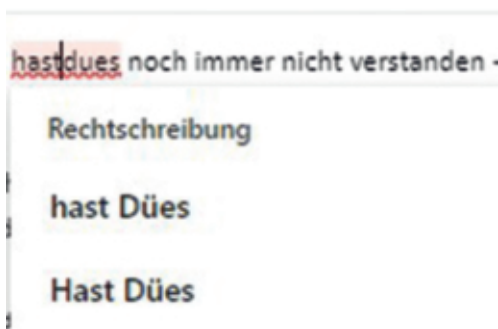 hastdues noch immer nicht verstanden -
Rechtschreibung
hast Dües
Hast Dües